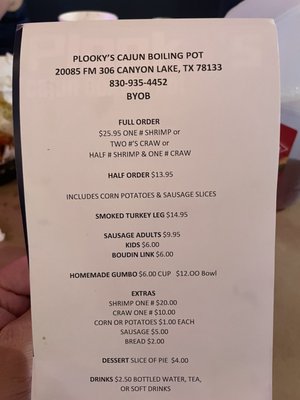 PLOOKY'S CAJUN BOILING POT
20085 FM 306 CANYON LAKE, TX 78133
830-935-4452
BYOB
FULL ORDER
$25.95 ONE # SHRIMP or
TWO #'S CRAW or
HALF # SHRIMP & ONE # CRAW
HALF ORDER $13.95
INCLUDES CORN POTATOES & SAUSAGE SLICES
SMOKED TURKEY LEG $14.95
SAUSAGE ADULTS $9.95
KIDS $6.00
BOUDIN LINK $6.00
HOMEMADE GUMBO $6.00 CUP $12.OO Bowl
EXTRAS
SHRIMP ONE # $20.00
CRAW ONE # $10.00
CORN OR POTATOES $1.00 EACH
SAUSAGE $5.00
BREAD $2.00
DESSERT SLICE OF PIE $4.00
DRINKS $2.50 BOTTLED WATER, TEA,
OR SOFT DRINKS